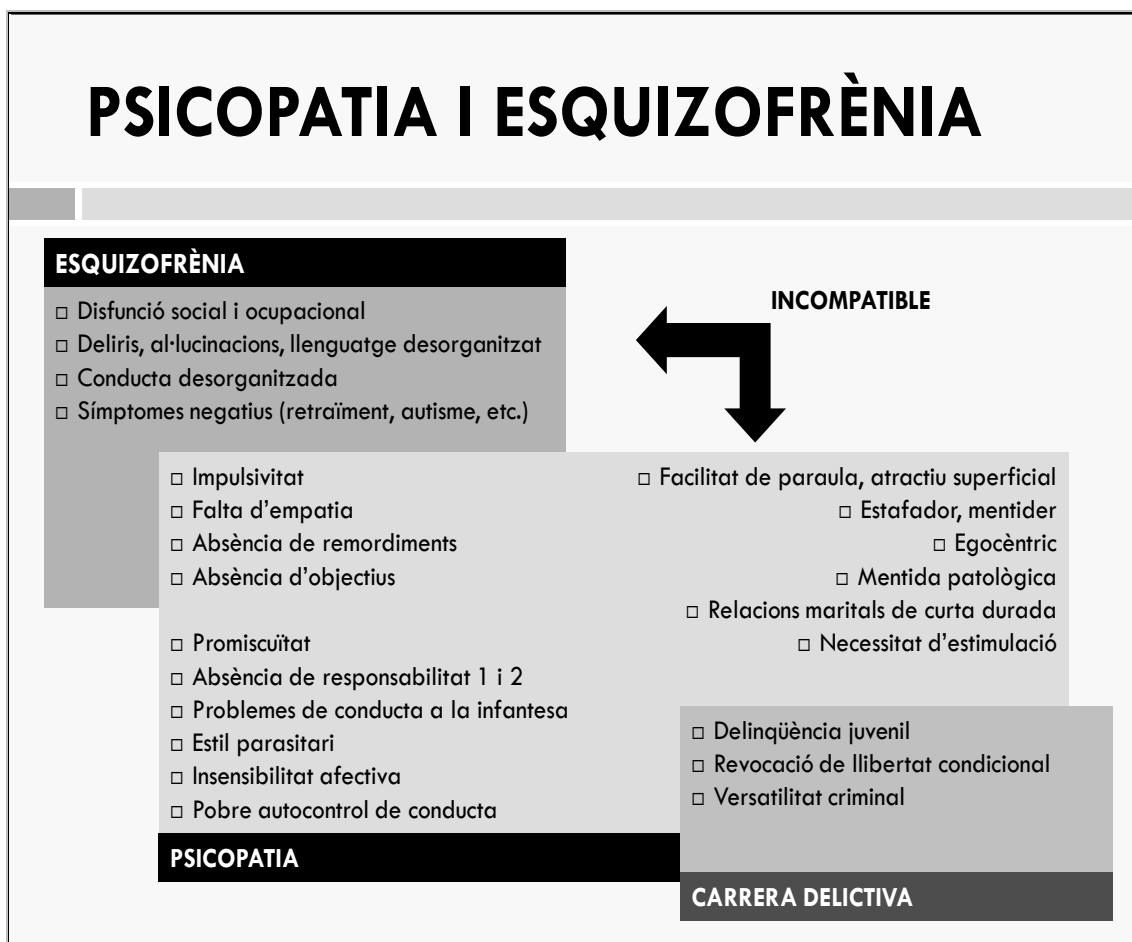 PSICOPATIA I ESQUIZOFRÈNIA
ESQUIZOFRÈNIA
□ Disfunció social i ocupacional
□ Deliris, al·lucinacions, llenguatge desorganitzat
□ Conducta desorganitzada
□ Símptomes negatius (retraïment, autisme, etc.)
INCOMPATIBLE
□ Impulsivitat
□ Falta d'empatia
□ Absència de remordiments
□ Absència d'objectius
□ Promiscuïtat
□ Absència de responsabilitat 1 i 2
□ Problemes de conducta a la infantesa
□ Estil parasitari
□ Insensibilitat afectiva
□ Pobre autocontrol de conducta
□ Facilitat de paraula, atractiu superficial
□ Estafador, mentider
□ Egocèntric
□ Mentida patològica
□ Relacions maritals de curta durada
□ Necessitat d'estimulació
PSICOPATIA
□ Delinqüència juvenil
□ Revocació de llibertat condicional
□ Versatilitat criminal
CARRERA DELICTIVA